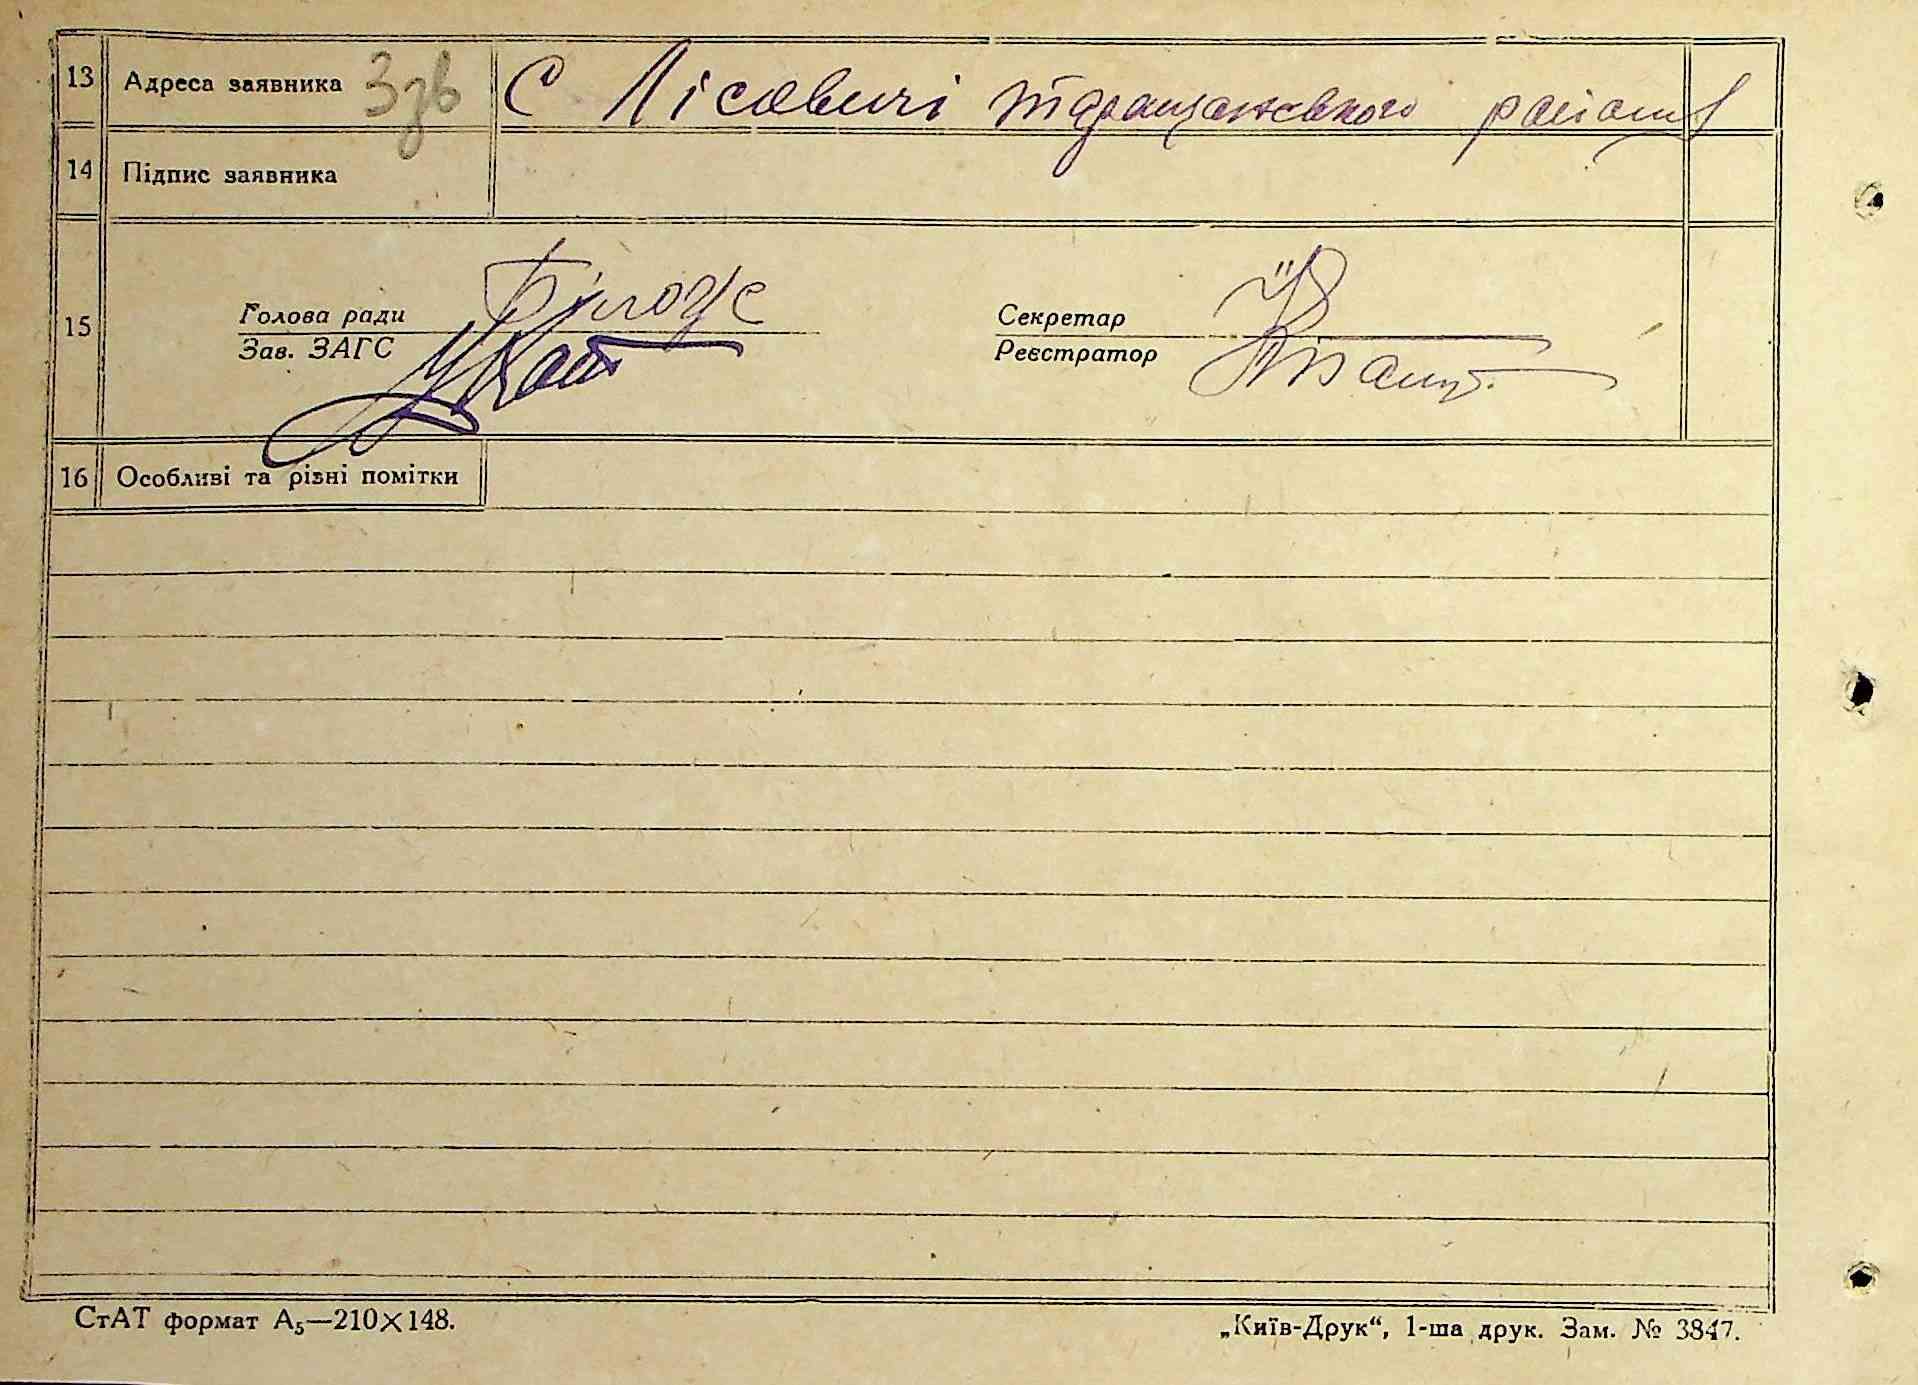 13 Адреса заявника Ззв С Лісовичі таращанського району
14 Підпис заявника
15
Голова ради Секретар
Зав. ЗАГС Реєстратор
16 Особливі та різні помітки
СтАТ формат А₅—210×148. „Київ-Друк“, 1-ша друк. Зам. № 3847.